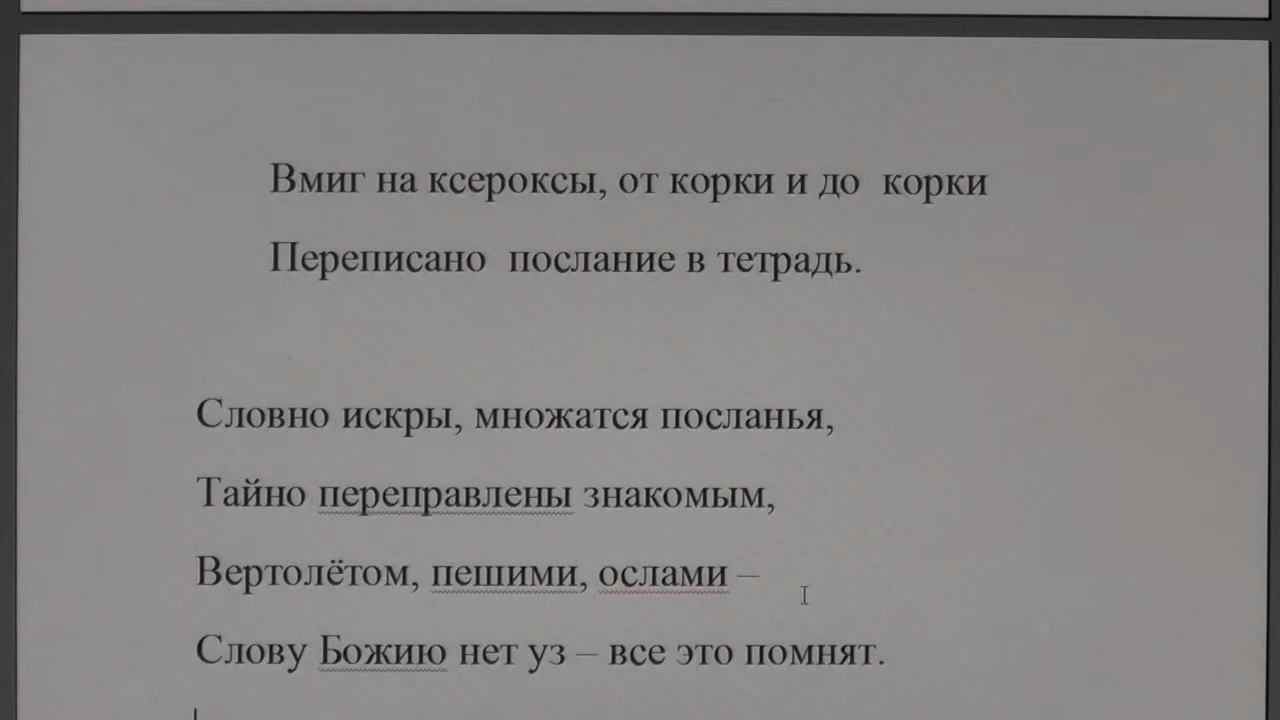 Вмиг на ксероксы, от корки и до  корки
Переписано  послание в тетрадь.
Словно искры, множатся посланья,
Тайно переправлены знакомым,
Вертолётом, пешими, ослами –
Слову Божию нет уз – все это помнят.